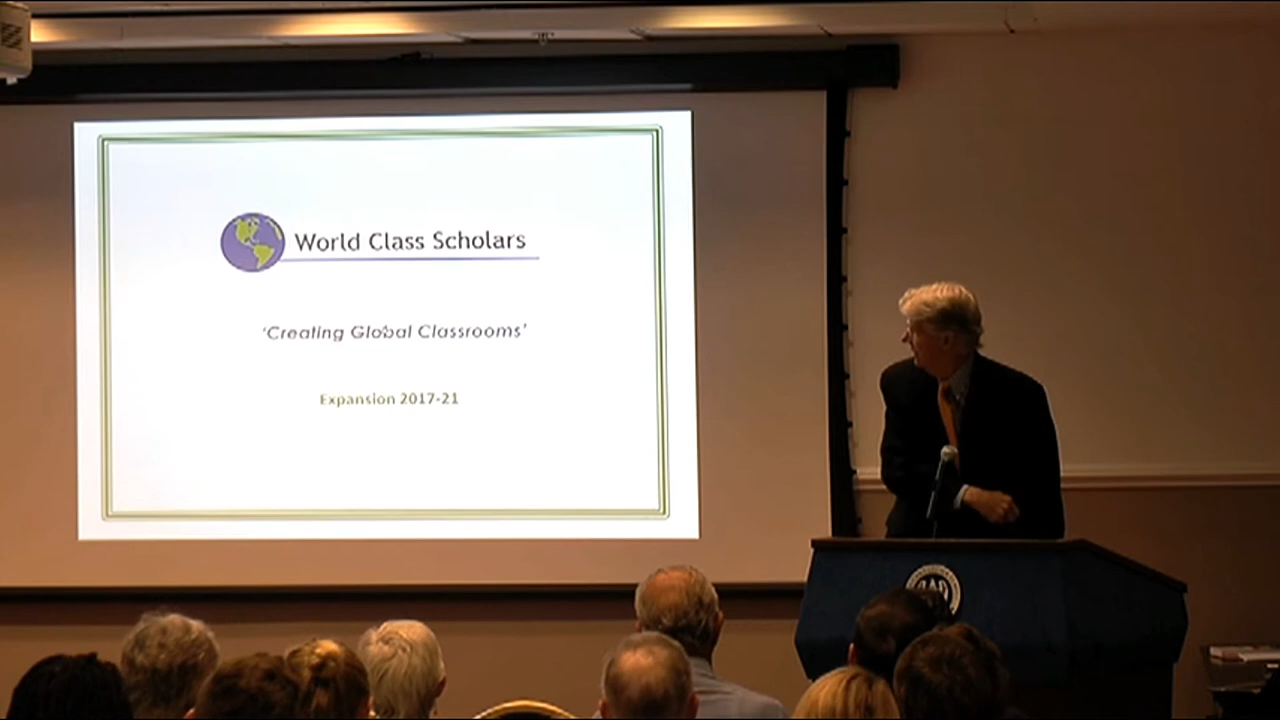 World Class Scholars
‘Creating Global Classrooms’
Expansion 2017-21